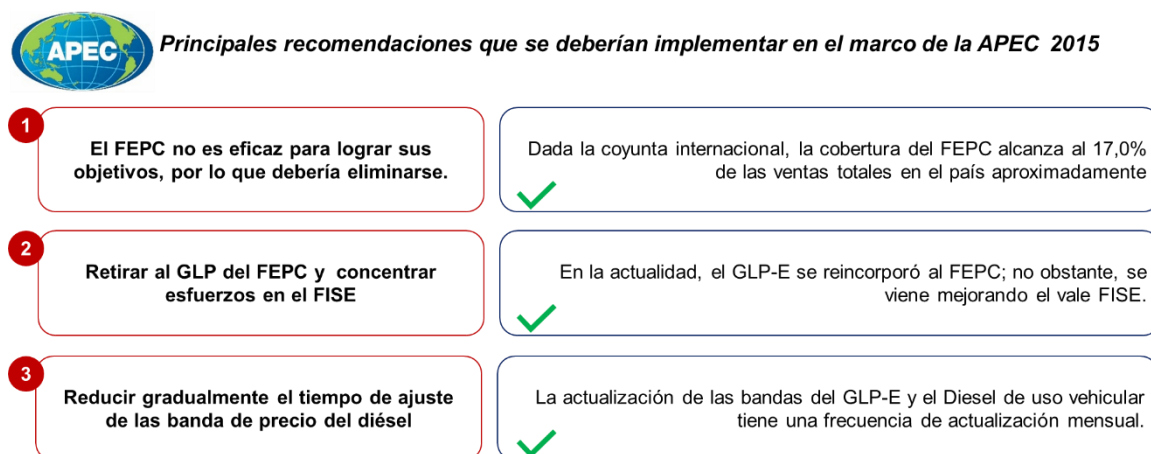 APEC
Principales recomendaciones que se deberían implementar en el marco de la APEC 2015
1
El FEPC no es eficaz para lograr sus
objetivos, por lo que debería eliminarse.
Dada la coyunta internacional, la cobertura del FEPC alcanza al 17,0%
de las ventas totales en el país aproximadamente
2
Retirar al GLP del FEPC y concentrar
esfuerzos en el FISE
En la actualidad, el GLP-E se reincorporó al FEPC; no obstante, se
viene mejorando el vale FISE.
3
Reducir gradualmente el tiempo de ajuste
de las banda de precio del diésel
La actualización de las bandas del GLP-E y el Diesel de uso vehicular
tiene una frecuencia de actualización mensual.